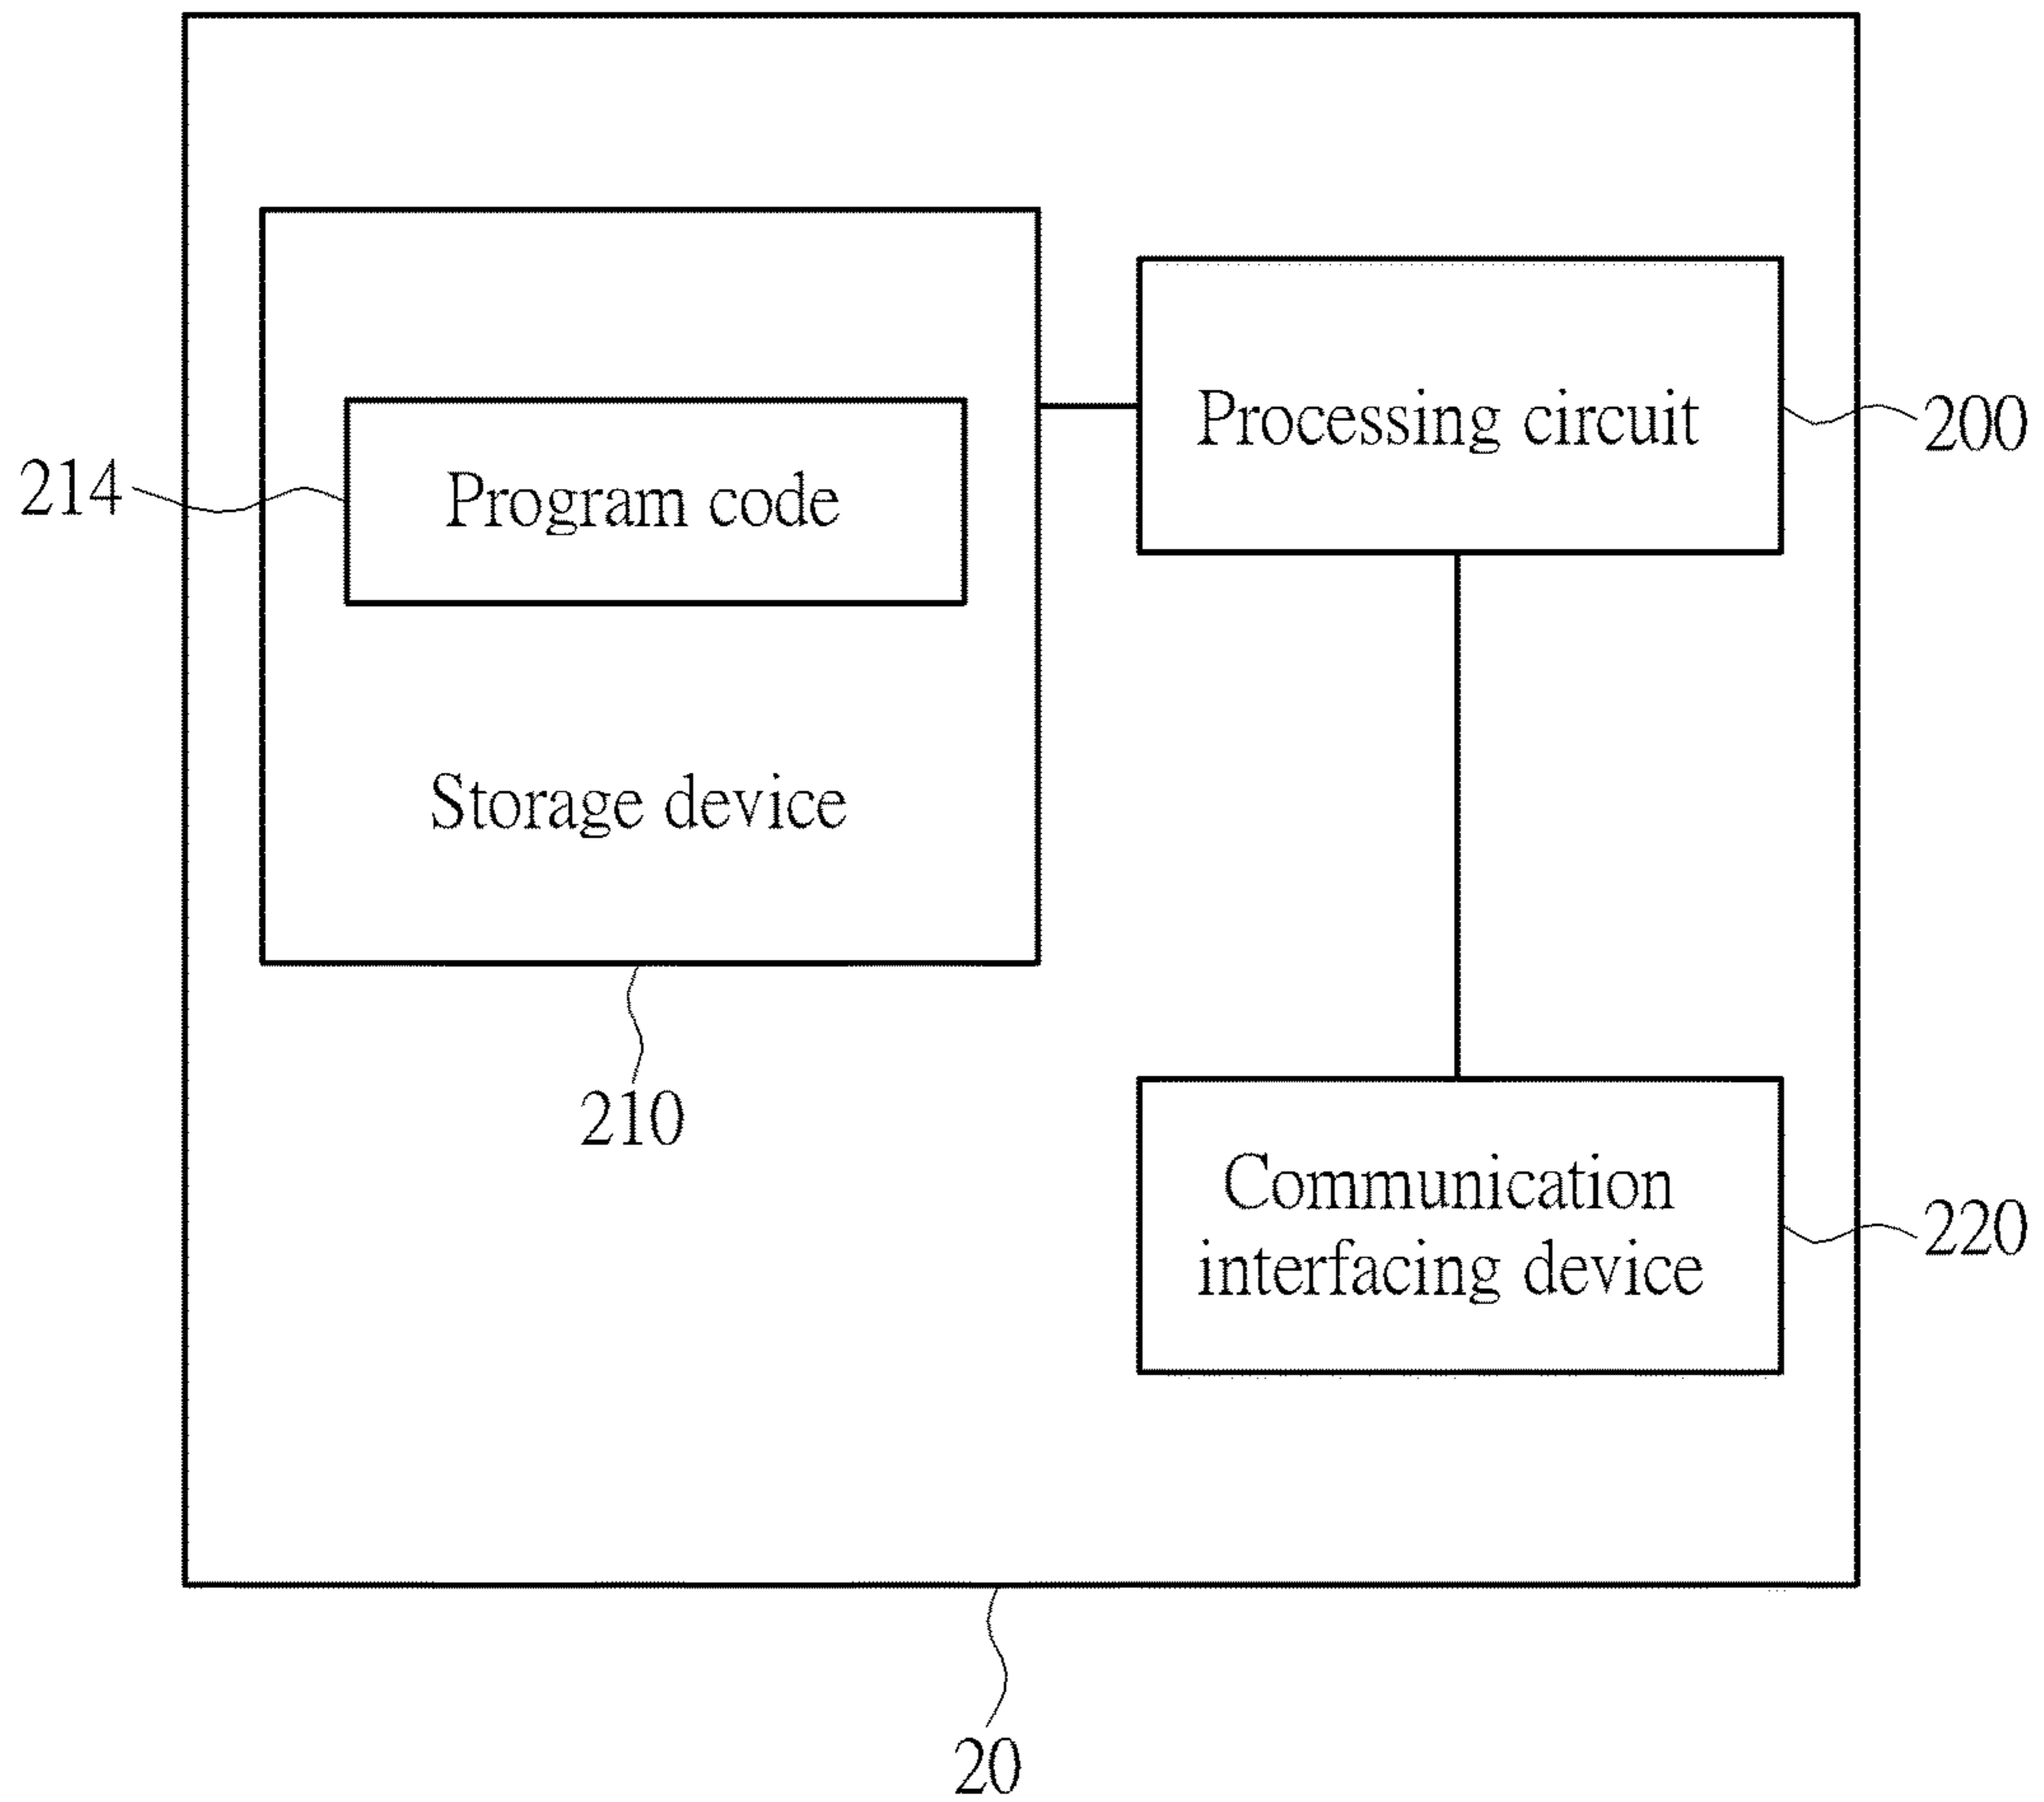 Processing circuit
200
214
Program code
Storage device
210
Communication
interfacing device
220
20